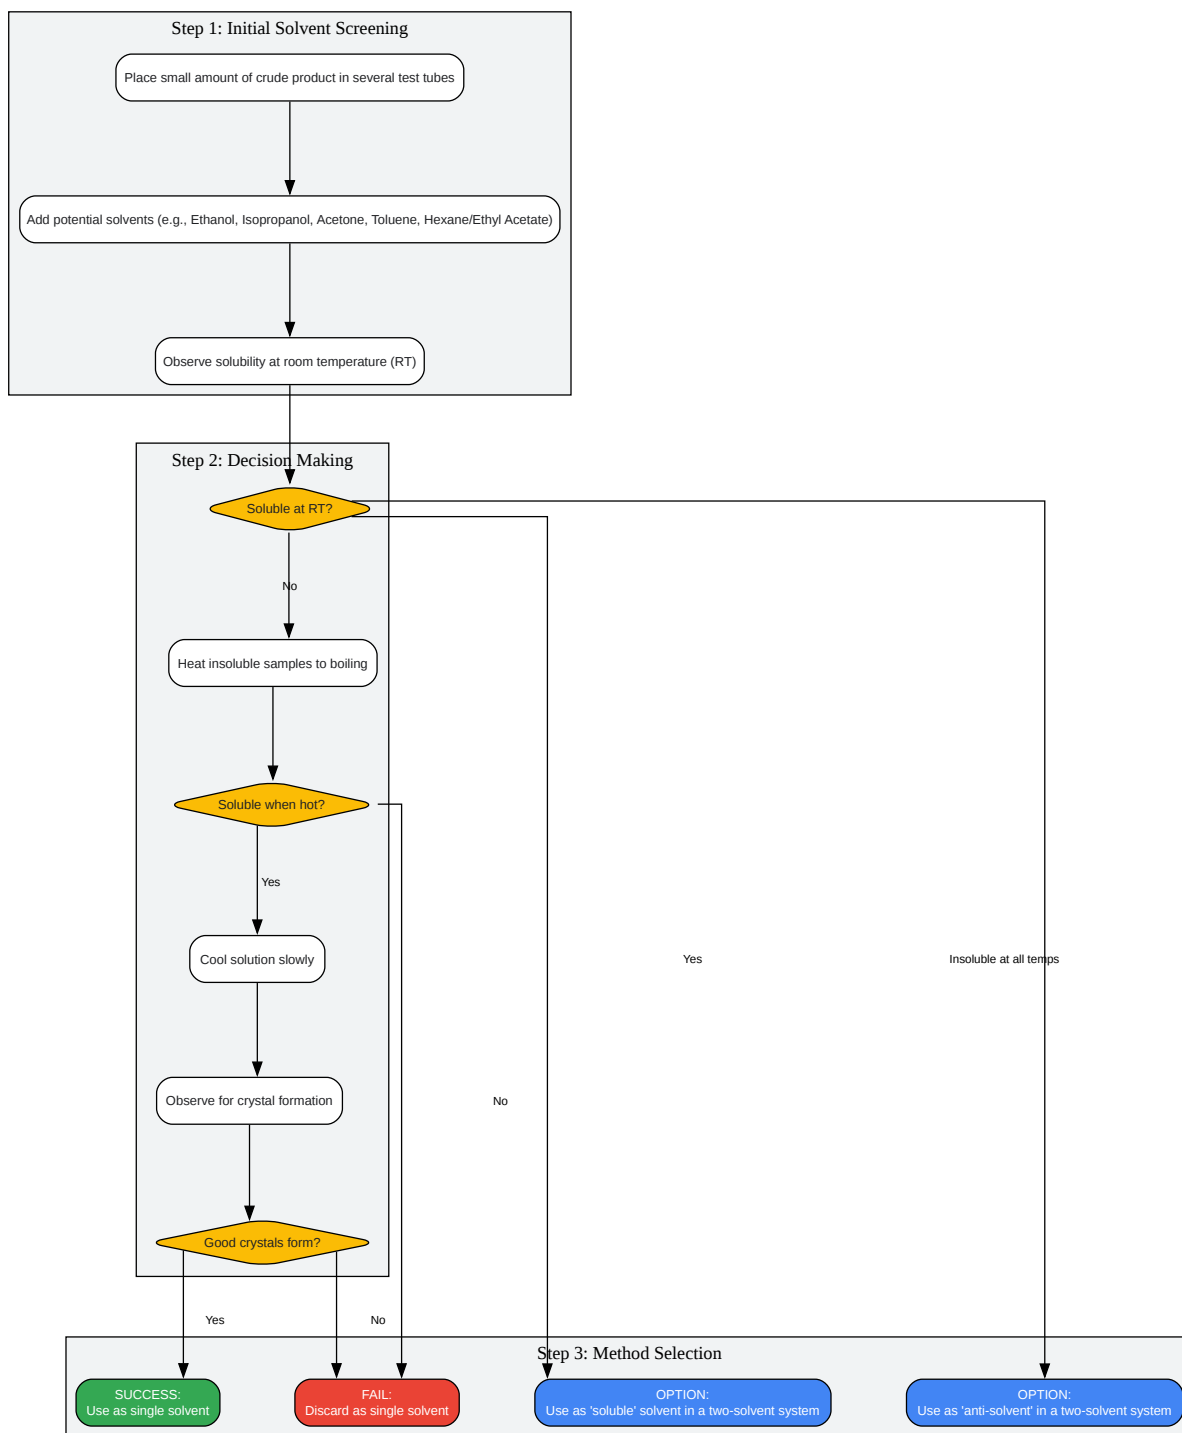 Step 1: Initial Solvent Screening
Place small amount of crude product in several test tubes
Add potential solvents (e.g., Ethanol, Isopropanol, Acetone, Toluene, Hexane/Ethyl Acetate)
Observe solubility at room temperature (RT)
Step 2: Decision Making
Soluble at RT?
No
Heat insoluble samples to boiling
Soluble when hot?
Yes
Cool solution slowly
Yes
Insoluble at all temps
Observe for crystal formation
No
Good crystals form?
Yes
No
Step 3: Method Selection
SUCCESS:
Use as single solvent
FAIL:
Discard as single solvent
OPTION:
Use as 'soluble' solvent in a two-solvent system
OPTION:
Use as 'anti-solvent' in a two-solvent system